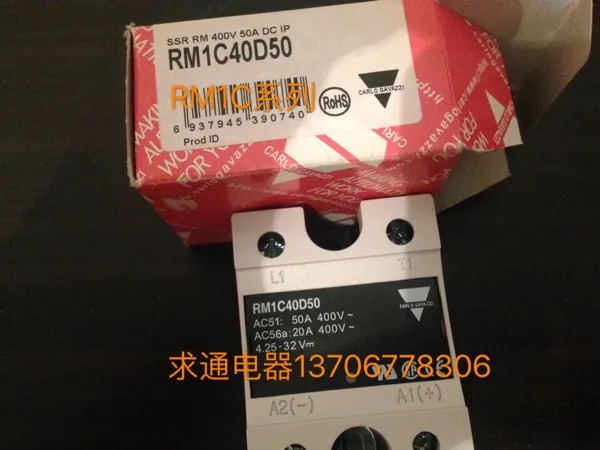 SSR RM 400V 50A DC IP
RM1C40D50
RM1C系列
6 937945 390740
Prod ID
RoHS
CARLO GAVAZZI
L1
T1
RM1C40D50
AC51: 50A 400V~
AC56a:20A 400V~
4.25-32V
CARLO GAVAZZI
求通电器13706778306
A2(-)
A1(+)